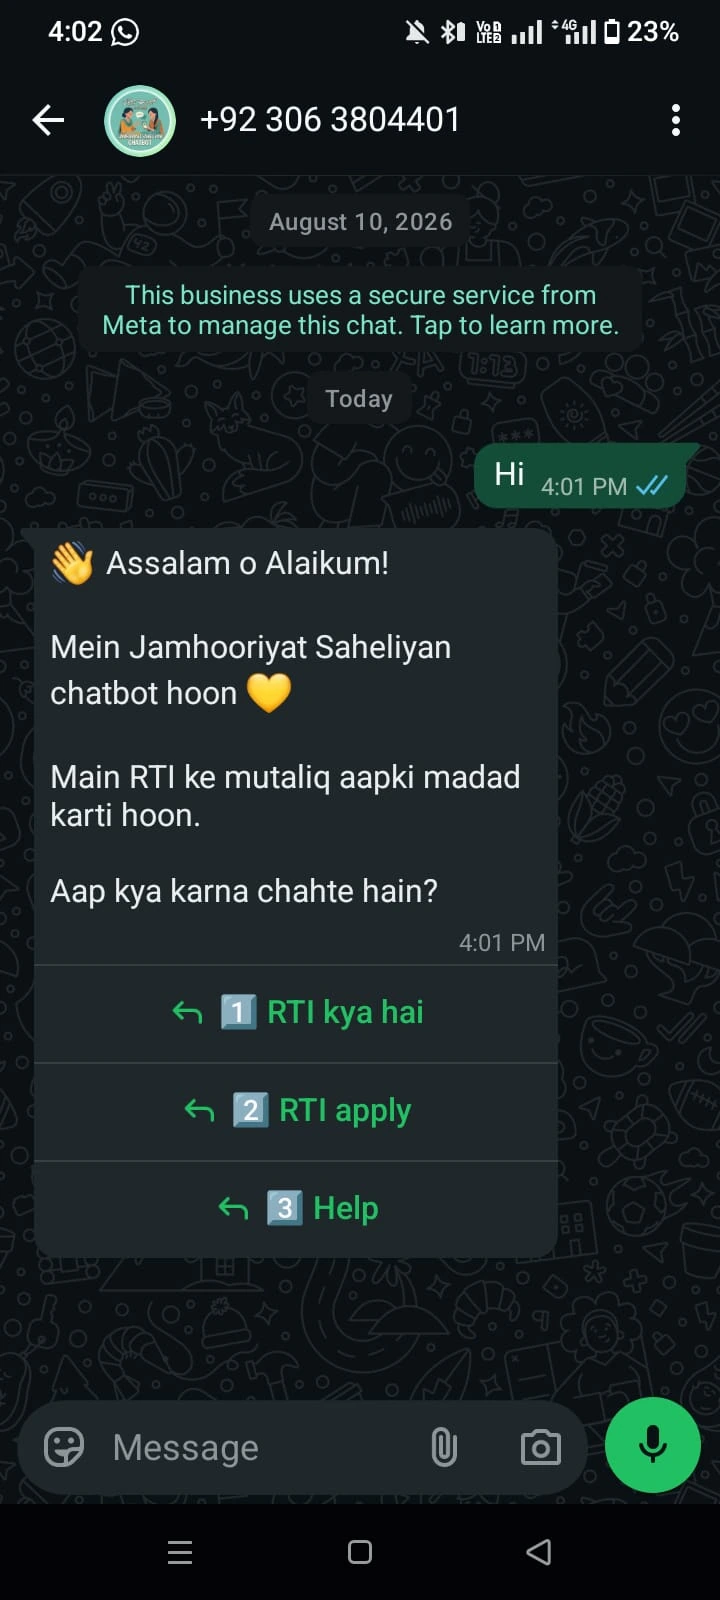 4:02
Vo LTE2 4G 23%
+92 306 3804401
August 10, 2026
This business uses a secure service from
Meta to manage this chat. Tap to learn more.
Today
Hi 4:01 PM
👋 Assalam o Alaikum!
Mein Jamhooriyat Saheliyan
chatbot hoon 💛
Main RTI ke mutaliq aapki madad
karti hoon.
Aap kya karna chahte hain?
4:01 PM
1️⃣ RTI kya hai
2️⃣ RTI apply
3️⃣ Help
Message